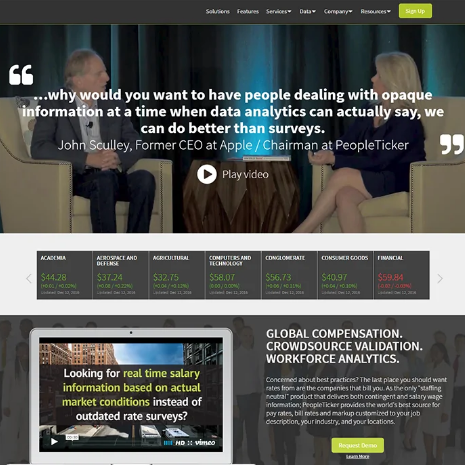 Solutions Features Services Data Company Resources Sign Up
“
...why would you want to have people dealing with opaque
information at a time when data analytics can actually say, we
can do better than surveys.
John Sculley, Former CEO at Apple / Chairman at PeopleTicker
”
Play video
ACADEMIA AEROSPACE AND DEFENSE AGRICULTURAL COMPUTERS AND TECHNOLOGY CONGLOMERATE CONSUMER GOODS FINANCIAL
$44.28 $37.24 $32.75 $58.07 $56.73 $40.97 $59.84
GLOBAL COMPENSATION.
CROWDSOURCE VALIDATION.
WORKFORCE ANALYTICS.
Looking for real time salary
information based on actual
market conditions instead of
outdated rate surveys?
HD vimeo
Concerned about best practices? The last place you should want
rates from are the companies that bill you. As the only "staffing
neutral" product that delivers both contingent and salary wage
information; PeopleTicker provides the world's best source for
pay rates, bill rates and markup customized to your job
description, your industry, and your locations.
Request Demo
Learn More